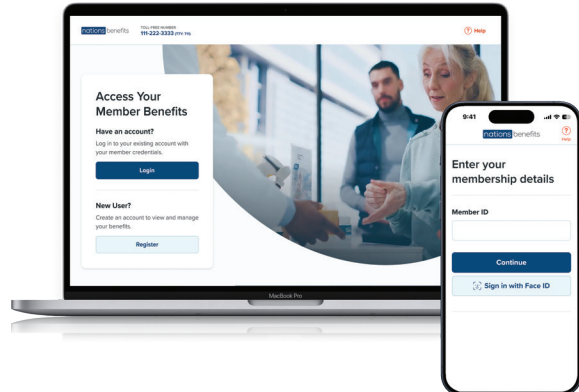 nations benefits
TOLL-FREE NUMBER
111-222-3333 (TTY: 711)
Help
Access Your
Member Benefits
Have an account?
Log in to your existing account with
your member credentials.
Login
New User?
Create an account to view and manage
your benefits.
Register
MacBook Pro
9:41
nations benefits
Help
Enter your
membership details
Member ID
Continue
Sign in with Face ID